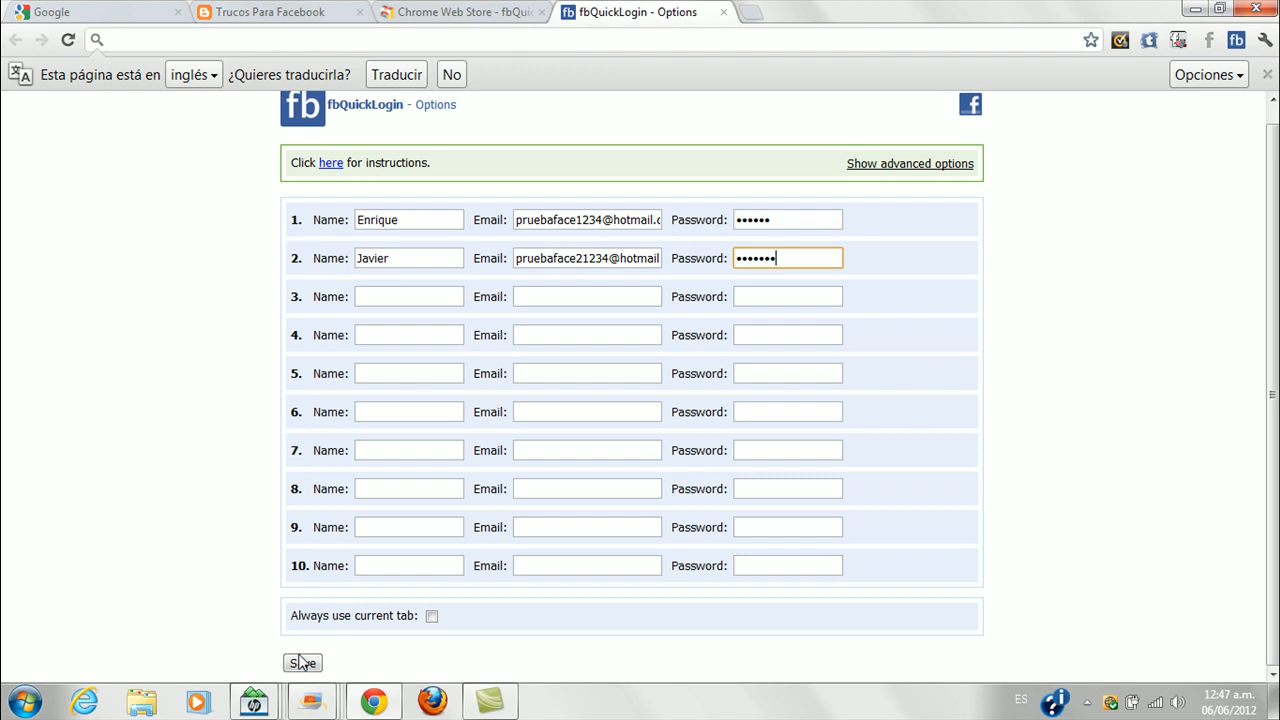 Google
Trucos Para Facebook
Chrome Web Store - fbQui
fbQuickLogin - Options
Esta página está en inglés ¿Quieres traducirla? Traducir No Opciones
fb fbQuickLogin - Options
Click here for instructions. Show advanced options
1. Name: Enrique Email: pruebaface1234@hotmail.c Password: ••••••
2. Name: Javier Email: pruebaface21234@hotmail Password: •••••••
3. Name: Email: Password:
4. Name: Email: Password:
5. Name: Email: Password:
6. Name: Email: Password:
7. Name: Email: Password:
8. Name: Email: Password:
9. Name: Email: Password:
10. Name: Email: Password:
Always use current tab:
Save
ES
12:47 a.m.
06/06/2012